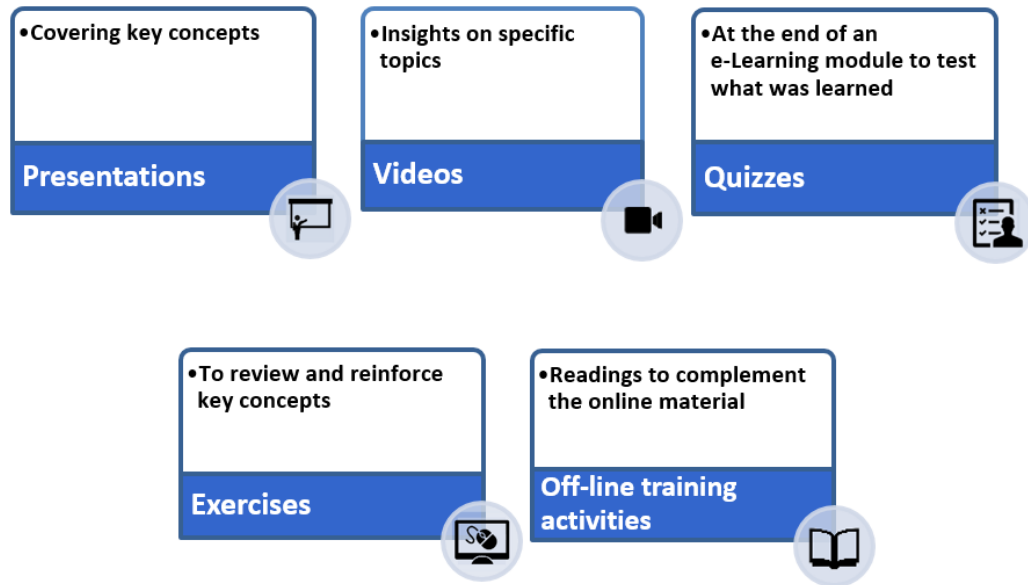 •Covering key concepts
Presentations
•Insights on specific
topics
Videos
•At the end of an
e-Learning module to test
what was learned
Quizzes
•To review and reinforce
key concepts
Exercises
•Readings to complement
the online material
Off-line training
activities